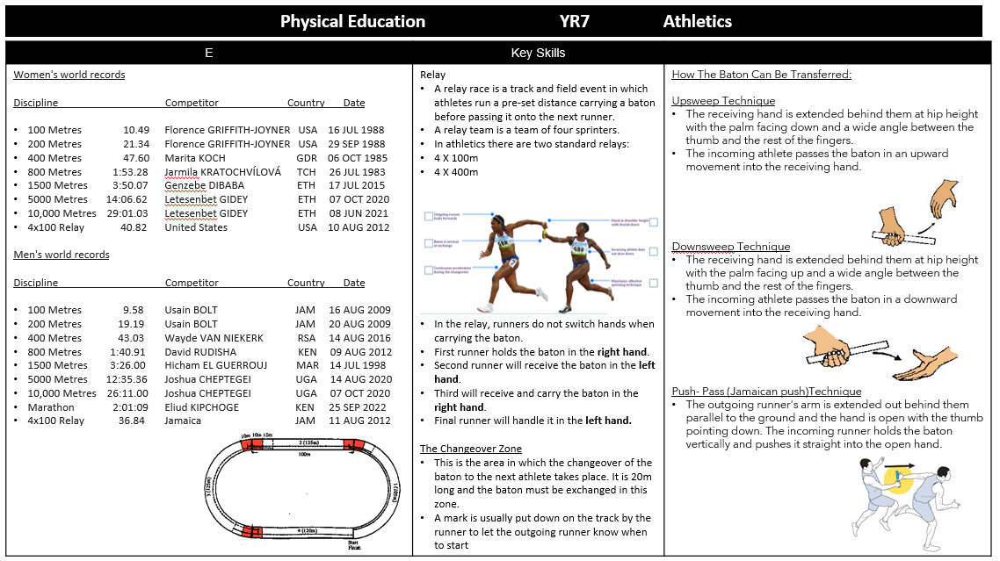 Physical Education YR7 Athletics
E
Key Skills
Women's world records
Discipline Competitor Country Date
• 100 Metres 10.49 Florence GRIFFITH-JOYNER USA 16 JUL 1988
• 200 Metres 21.34 Florence GRIFFITH-JOYNER USA 29 SEP 1988
• 400 Metres 47.60 Marita KOCH GDR 06 OCT 1985
• 800 Metres 1:53.28 Jarmila KRATOCHVÍLOVÁ TCH 26 JUL 1983
• 1500 Metres 3:50.07 Genzebe DIBABA ETH 17 JUL 2015
• 5000 Metres 14:06.62 Letesenbet GIDEY ETH 07 OCT 2020
• 10,000 Metres 29:01.03 Letesenbet GIDEY ETH 08 JUN 2021
• 4x100 Relay 40.82 United States USA 10 AUG 2012
Men's world records
Discipline Competitor Country Date
• 100 Metres 9.58 Usain BOLT JAM 16 AUG 2009
• 200 Metres 19.19 Usain BOLT JAM 20 AUG 2009
• 400 Metres 43.03 Wayde VAN NIEKERK RSA 14 AUG 2016
• 800 Metres 1:40.91 David RUDISHA KEN 09 AUG 2012
• 1500 Metres 3:26.00 Hicham EL GUERROUJ MAR 14 JUL 1998
• 5000 Metres 12:35.36 Joshua CHEPTEGEI UGA 14 AUG 2020
• 10,000 Metres 26:11.00 Joshua CHEPTEGEI UGA 07 OCT 2020
• Marathon 2:01:09 Eliud KIPCHOGE KEN 25 SEP 2022
• 4x100 Relay 36.84 Jamaica JAM 11 AUG 2012
10m 10m 10m
2 (125m)
100m
3 (125m)
1 (125m)
4 (120m)
Start
Finish
Relay
• A relay race is a track and field event in which
athletes run a pre-set distance carrying a baton
before passing it onto the next runner.
• A relay team is a team of four sprinters.
• In athletics there are two standard relays:
• 4 X 100m
• 4 X 400m
Outgoing runner
looks forwards
Baton is vertical
at exchange
Continuous acceleration
during the changeover
Hand at shoulder height
with thumb down
Incoming athlete does
not slow down
Maintains effective
sprinting technique
GBR
GBR
• In the relay, runners do not switch hands when
carrying the baton.
• First runner holds the baton in the right hand.
• Second runner will receive the baton in the left
hand.
• Third will receive and carry the baton in the
right hand.
• Final runner will handle it in the left hand.
The Changeover Zone
• This is the area in which the changeover of the
baton to the next athlete takes place. It is 20m
long and the baton must be exchanged in this
zone.
• A mark is usually put down on the track by the
runner to let the outgoing runner know when
to start
How The Baton Can Be Transferred:
Upsweep Technique
• The receiving hand is extended behind them at hip height
with the palm facing down and a wide angle between the
thumb and the rest of the fingers.
• The incoming athlete passes the baton in an upward
movement into the receiving hand.
Downsweep Technique
• The receiving hand is extended behind them at hip height
with the palm facing up and a wide angle between the
thumb and the rest of the fingers.
• The incoming athlete passes the baton in a downward
movement into the receiving hand.
Push- Pass (Jamaican push)Technique
• The outgoing runner's arm is extended out behind them
parallel to the ground and the hand is open with the thumb
pointing down. The incoming runner holds the baton
vertically and pushes it straight into the open hand.